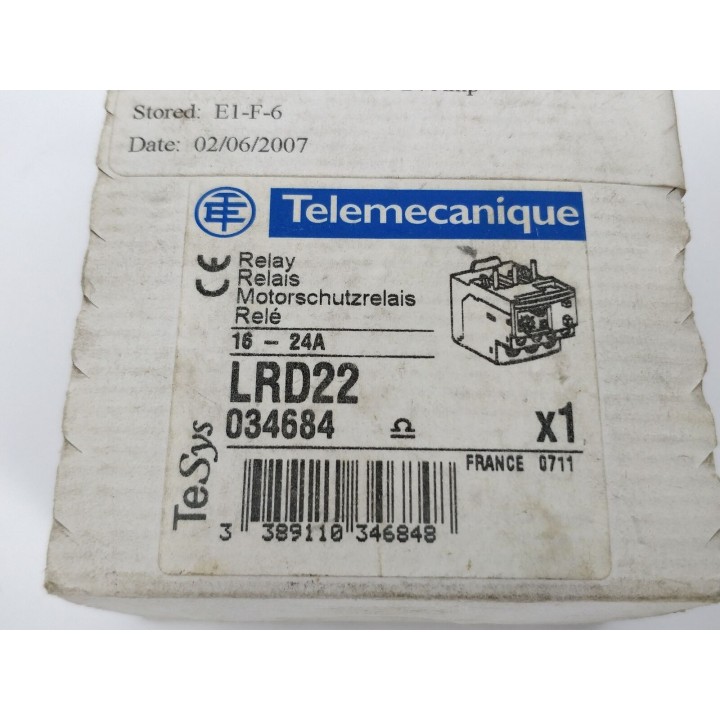 Stored: E1-F-6
Date: 02/06/2007
Telemecanique
CE
Relay
Relais
Motorschutzrelais
Relé
16 - 24A
LRD22
034684 Ω x1
FRANCE 0711
TeSys
3 389110 346848